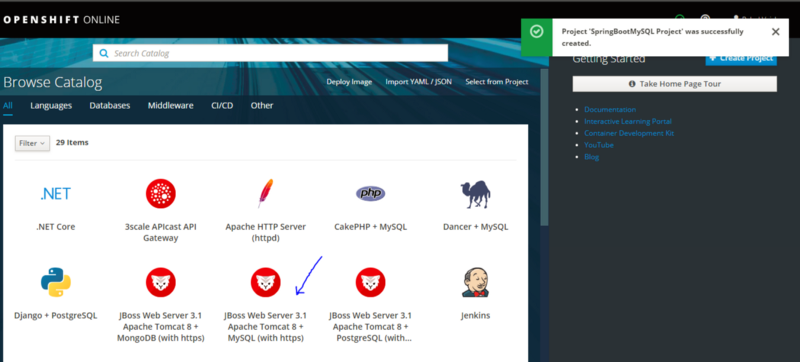 OPENSHIFT ONLINE
Project 'SpringBootMySQL Project' was successfully
created.
Search Catalog
Getting Started
Create Project
Browse Catalog
Deploy Image
Import YAML / JSON
Select from Project
Take Home Page Tour
All
Languages
Databases
Middleware
CI/CD
Other
Documentation
Interactive Learning Portal
Container Development Kit
YouTube
Blog
Filter
29 Items
.NET
php
.NET Core
3scale APIcast API
Gateway
Apache HTTP Server
(httpd)
CakePHP + MySQL
Dancer + MySQL
Django + PostgreSQL
JBoss Web Server 3.1
Apache Tomcat 8 +
MongoDB (with https)
JBoss Web Server 3.1
Apache Tomcat 8 +
MySQL (with https)
JBoss Web Server 3.1
Apache Tomcat 8 +
PostgreSQL (with...
Jenkins